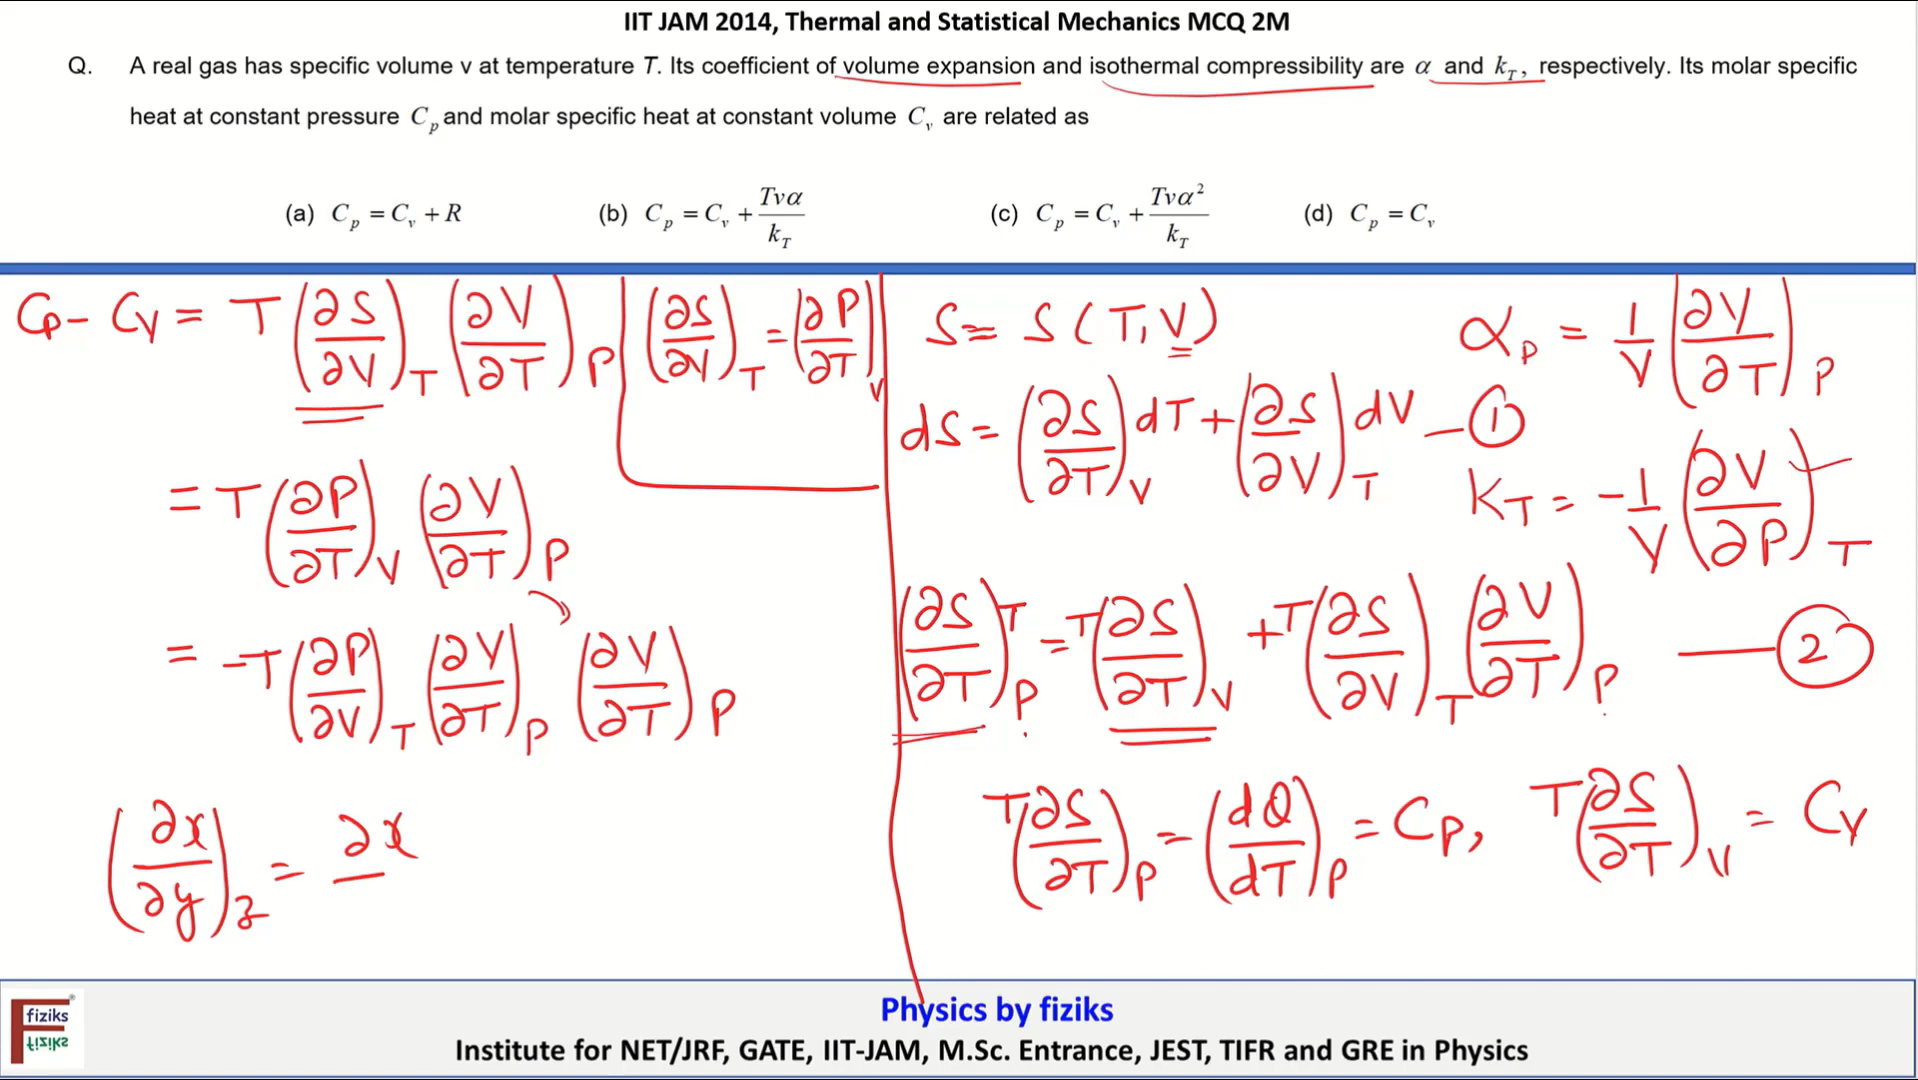 IIT JAM 2014, Thermal and Statistical Mechanics MCQ 2M
Q. A real gas has specific volume v at temperature T. Its coefficient of volume expansion and isothermal compressibility are α and k_T, respectively. Its molar specific
heat at constant pressure C_p and molar specific heat at constant volume C_v are related as
(a) C_p = C_v + R (b) C_p = C_v + Tvα/k_T (c) C_p = C_v + Tvα²/k_T (d) C_p = C_v
C_P - C_V = T (∂S/∂V)_T (∂V/∂T)_P
(∂S/∂V)_T = (∂P/∂T)_V
= T (∂P/∂T)_V (∂V/∂T)_P
= -T (∂P/∂V)_T (∂V/∂T)_P (∂V/∂T)_P
(∂x/∂y)_z = ∂x
S = S(T, V)
dS = (∂S/∂T)_V dT + (∂S/∂V)_T dV — ①
α_P = 1/V (∂V/∂T)_P
K_T = -1/V (∂V/∂P)_T
T (∂S/∂T)_P = T (∂S/∂T)_V + T (∂S/∂V)_T (∂V/∂T)_P — ②
T (∂S/∂T)_P = (dQ/dT)_P = C_P, T (∂S/∂T)_V = C_V
fiziks
fiziks
®
Physics by fiziks
Institute for NET/JRF, GATE, IIT-JAM, M.Sc. Entrance, JEST, TIFR and GRE in Physics